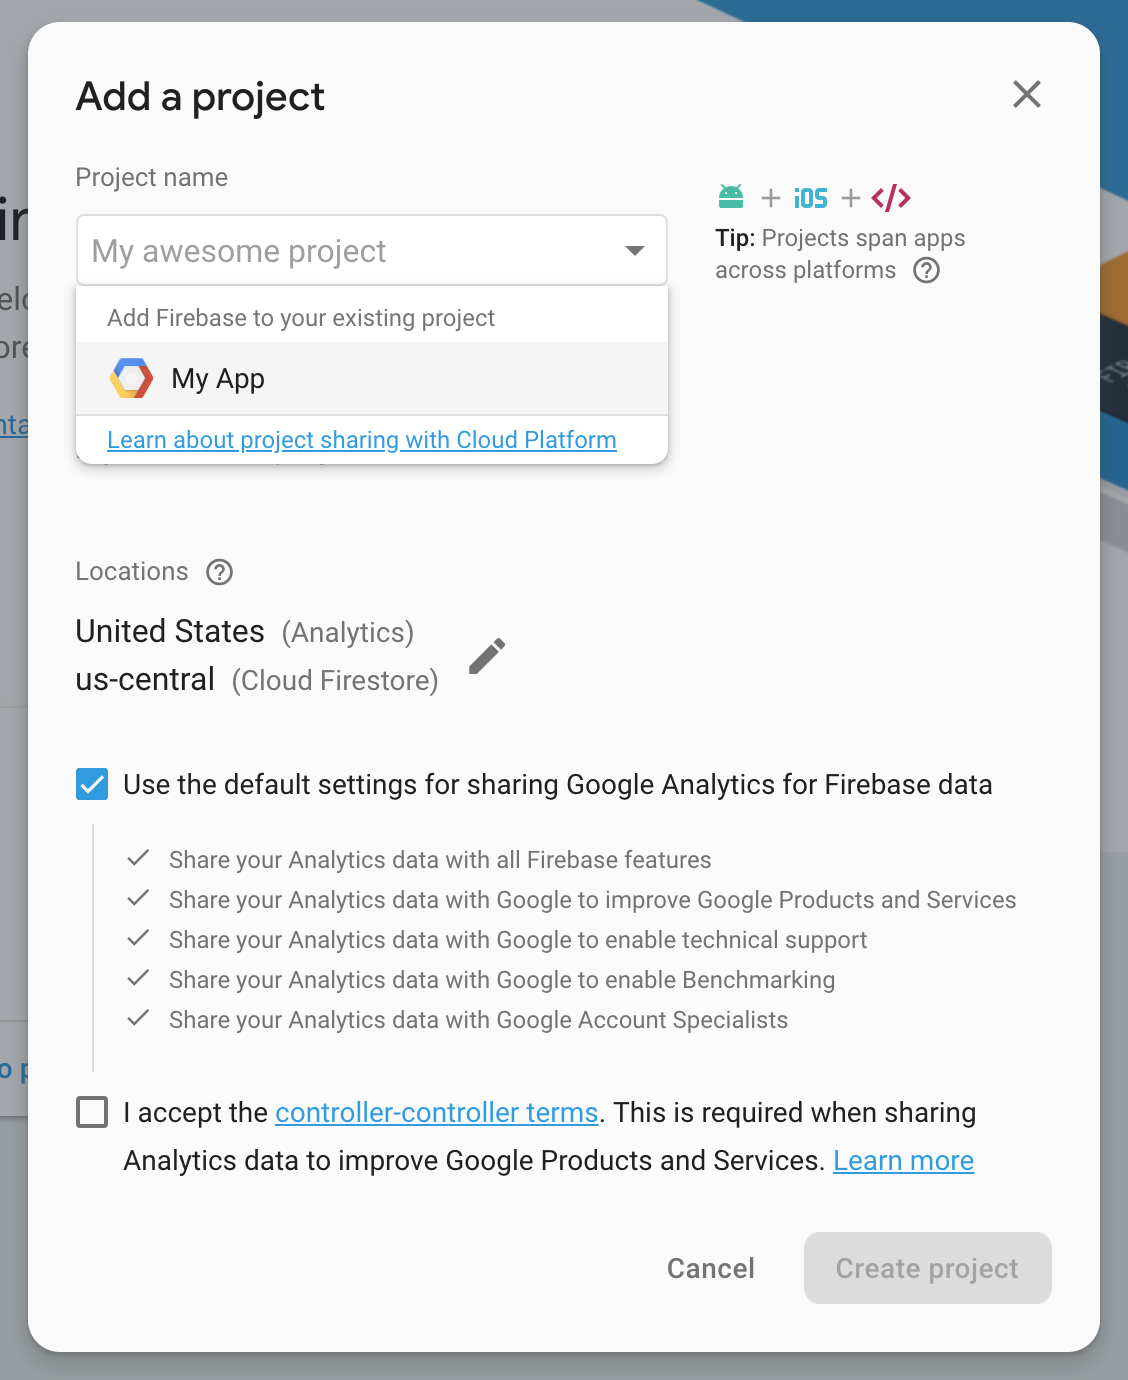 Add a project
Project name
My awesome project
iOS
Tip: Projects span apps
across platforms
Add Firebase to your existing project
My App
Learn about project sharing with Cloud Platform
Locations
United States (Analytics)
us-central (Cloud Firestore)
Use the default settings for sharing Google Analytics for Firebase data
Share your Analytics data with all Firebase features
Share your Analytics data with Google to improve Google Products and Services
Share your Analytics data with Google to enable technical support
Share your Analytics data with Google to enable Benchmarking
Share your Analytics data with Google Account Specialists
I accept the controller-controller terms. This is required when sharing
Analytics data to improve Google Products and Services. Learn more
Cancel
Create project